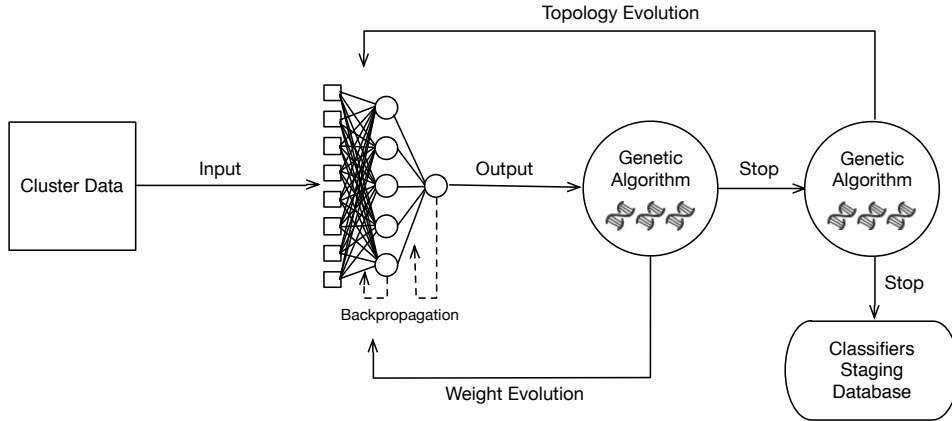 Topology Evolution
Cluster Data
Input
Output
Genetic
Algorithm
Stop
Genetic
Algorithm
Stop
Backpropagation
Weight Evolution
Classifiers
Staging
Database